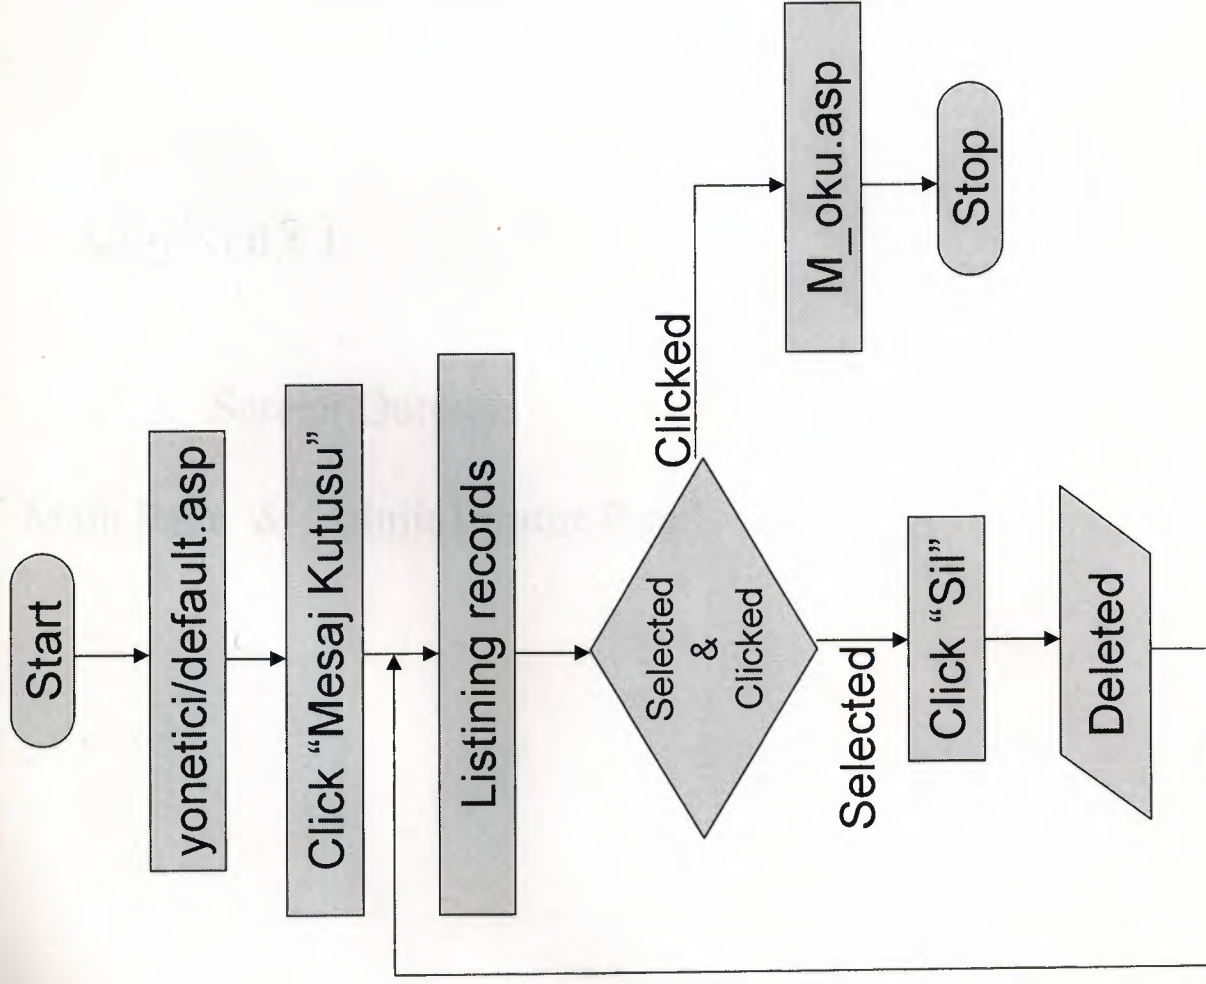 Start
yonetici/default.asp
Click “Mesaj Kutusu”
Listining records
Selected
&
Clicked
Clicked
M_oku.asp
Stop
Selected
Click “Sil”
Deleted